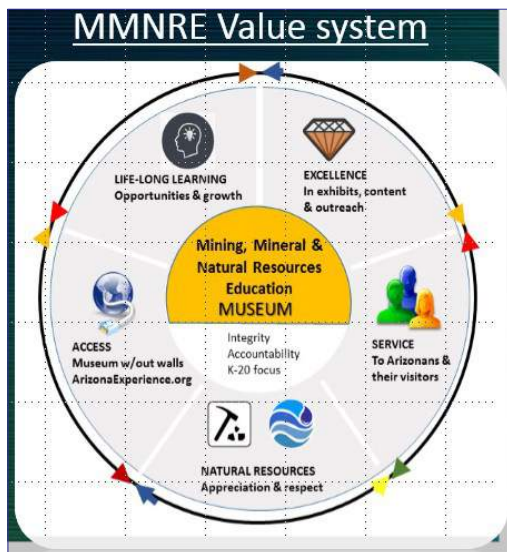 MMNRE Value system
LIFE-LONG LEARNING
Opportunities & growth
EXCELLENCE
In exhibits, content
& outreach
Mining, Mineral &
Natural Resources
Education
MUSEUM
Integrity
Accountability
K-20 focus
ACCESS
Museum w/out walls
ArizonaExperience.org
SERVICE
To Arizonans &
their visitors
NATURAL RESOURCES
Appreciation & respect